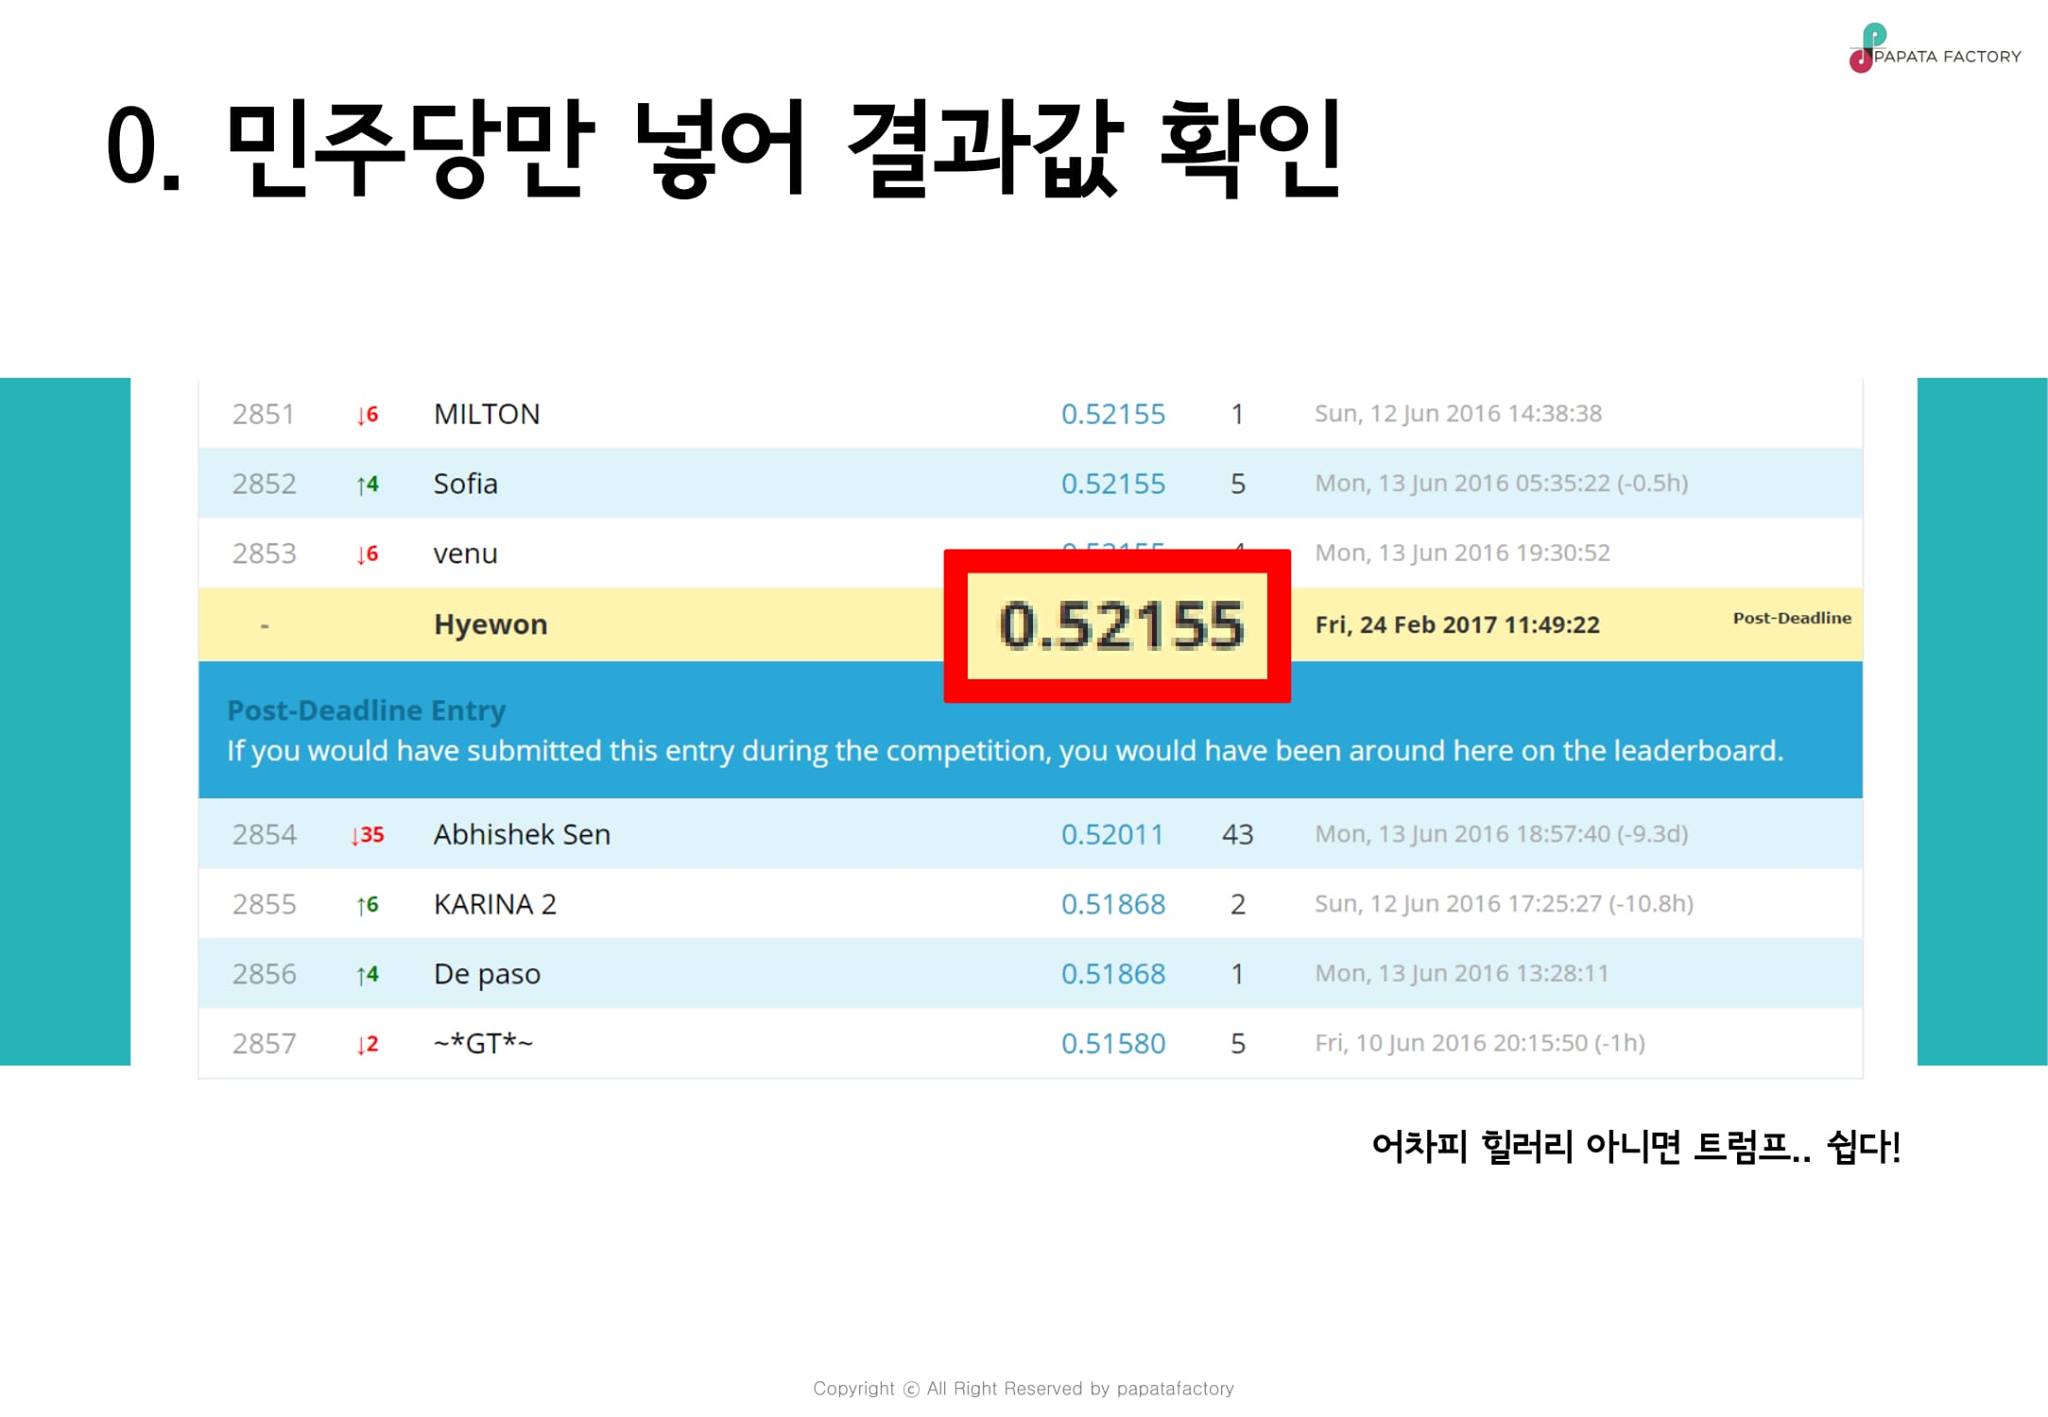 PAPATA FACTORY
0. 민주당만 넣어 결과값 확인
2851 ↓6 MILTON 0.52155 1 Sun, 12 Jun 2016 14:38:38
2852 ↑4 Sofia 0.52155 5 Mon, 13 Jun 2016 05:35:22 (-0.5h)
2853 ↓6 venu Mon, 13 Jun 2016 19:30:52
- Hyewon 0.52155 Fri, 24 Feb 2017 11:49:22 Post-Deadline
Post-Deadline Entry
If you would have submitted this entry during the competition, you would have been around here on the leaderboard.
2854 ↓35 Abhishek Sen 0.52011 43 Mon, 13 Jun 2016 18:57:40 (-9.3d)
2855 ↑6 KARINA 2 0.51868 2 Sun, 12 Jun 2016 17:25:27 (-10.8h)
2856 ↑4 De paso 0.51868 1 Mon, 13 Jun 2016 13:28:11
2857 ↓2 ~*GT*~ 0.51580 5 Fri, 10 Jun 2016 20:15:50 (-1h)
어차피 힐러리 아니면 트럼프.. 쉽다!
Copyright ⓒ All Right Reserved by papatafactory